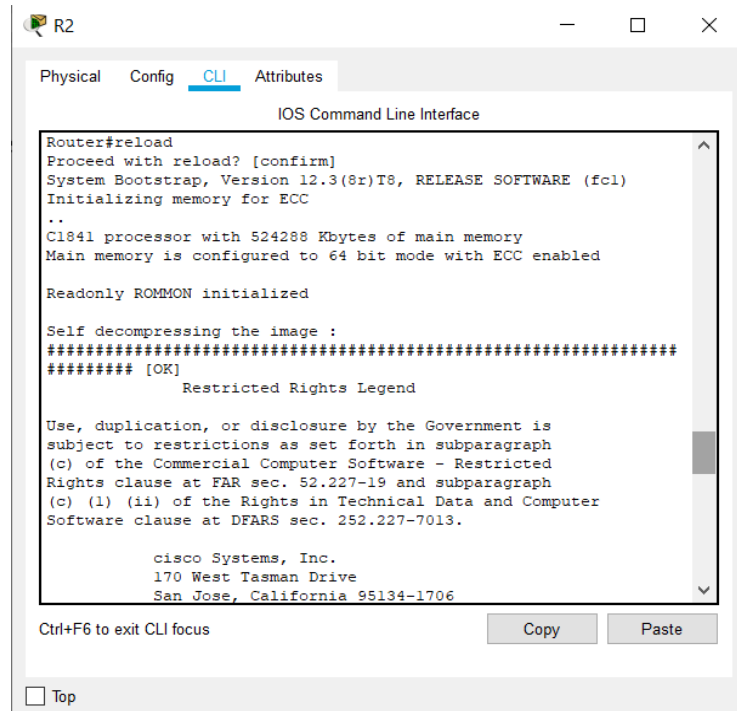 R2
Physical Config CLI Attributes
IOS Command Line Interface
Router#reload
Proceed with reload? [confirm]
System Bootstrap, Version 12.3(8r)T8, RELEASE SOFTWARE (fc1)
Initializing memory for ECC
..
C1841 processor with 524288 Kbytes of main memory
Main memory is configured to 64 bit mode with ECC enabled
Readonly ROMMON initialized
Self decompressing the image :
#################################################################
######### [OK]
Restricted Rights Legend
Use, duplication, or disclosure by the Government is
subject to restrictions as set forth in subparagraph
(c) of the Commercial Computer Software - Restricted
Rights clause at FAR sec. 52.227-19 and subparagraph
(c) (1) (ii) of the Rights in Technical Data and Computer
Software clause at DFARS sec. 252.227-7013.
cisco Systems, Inc.
170 West Tasman Drive
San Jose, California 95134-1706
Ctrl+F6 to exit CLI focus
Copy Paste
Top